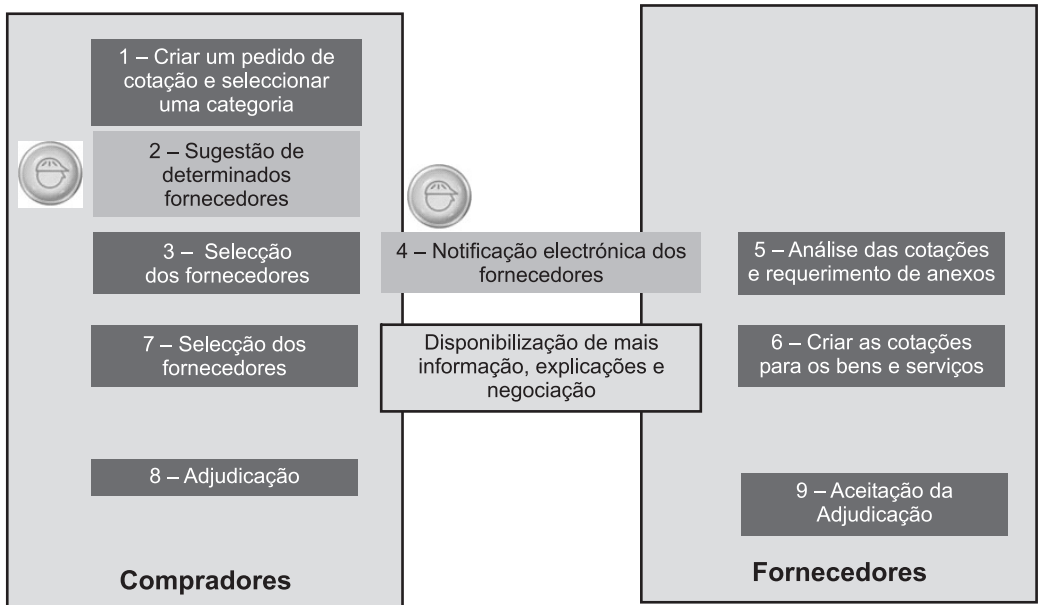 1 – Criar um pedido de
cotação e seleccionar
uma categoria
2 – Sugestão de
determinados
fornecedores
3 – Selecção
dos fornecedores
4 – Notificação electrónica dos
fornecedores
5 – Análise das cotações
e requerimento de anexos
7 – Selecção dos
fornecedores
Disponibilização de mais
informação, explicações e
negociação
6 – Criar as cotações
para os bens e serviços
8 – Adjudicação
9 – Aceitação da
Adjudicação
Compradores
Fornecedores